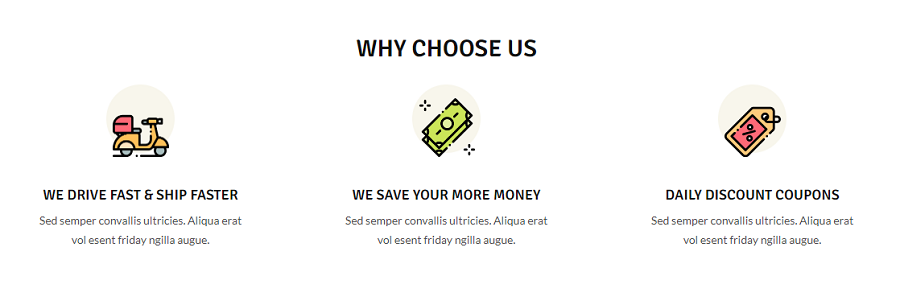 WHY CHOOSE US
WE DRIVE FAST & SHIP FASTER
Sed semper convallis ultricies. Aliqua erat
vol esent friday ngilla augue.
WE SAVE YOUR MORE MONEY
Sed semper convallis ultricies. Aliqua erat
vol esent friday ngilla augue.
DAILY DISCOUNT COUPONS
Sed semper convallis ultricies. Aliqua erat
vol esent friday ngilla augue.